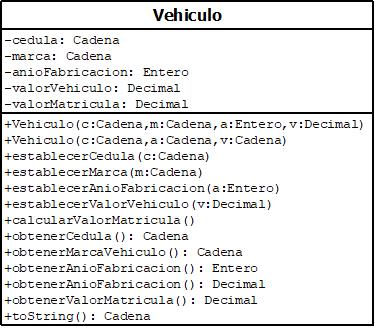 Vehiculo
-cedula: Cadena
-marca: Cadena
-anioFabricacion: Entero
-valorVehiculo: Decimal
-valorMatricula: Decimal
+Vehiculo(c:Cadena,m:Cadena,a:Entero,v:Decimal)
+Vehiculo(c:Cadena,a:Cadena,v:Cadena)
+establecerCedula(c:Cadena)
+establecerMarca(m:Cadena)
+establecerAnioFabricacion(a:Entero)
+establecerValorVehiculo(v:Decimal)
+calcularValorMatricula()
+obtenerCedula(): Cadena
+obtenerMarcaVehiculo(): Cadena
+obtenerAnioFabricacion(): Entero
+obtenerAnioFabricacion(): Decimal
+obtenerValorMatricula(): Decimal
+toString(): Cadena